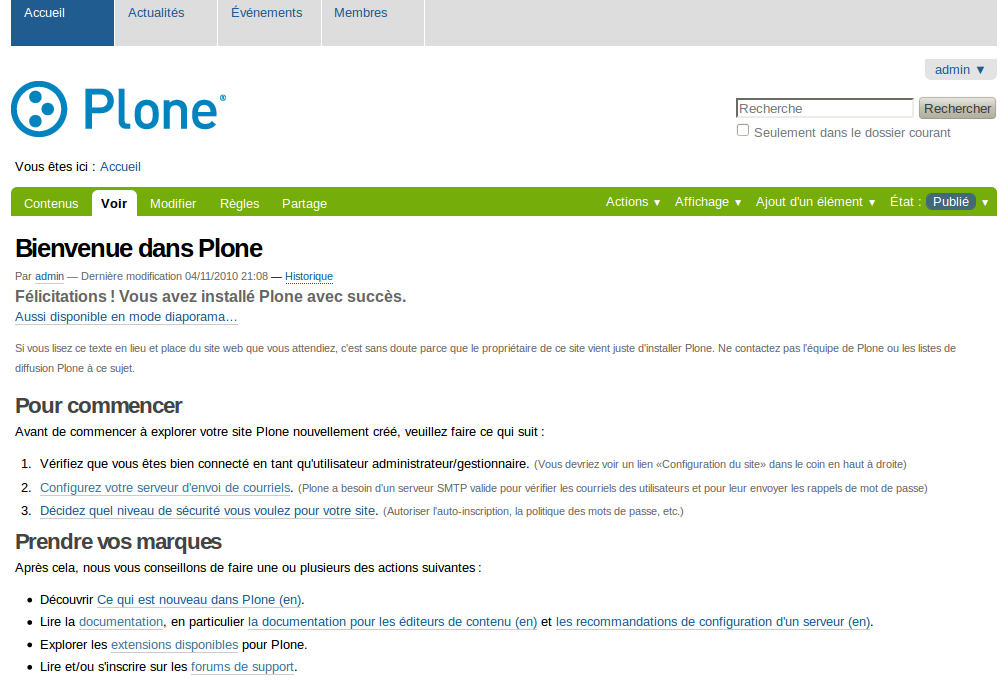 Accueil Actualités Événements Membres
admin ▼
Plone®
Recherche Rechercher
Seulement dans le dossier courant
Vous êtes ici : Accueil
Contenus Voir Modifier Règles Partage Actions ▼ Affichage ▼ Ajout d'un élément ▼ État : Publié ▼
Bienvenue dans Plone
Par admin — Dernière modification 04/11/2010 21:08 — Historique
Félicitations ! Vous avez installé Plone avec succès.
Aussi disponible en mode diaporama…
Si vous lisez ce texte en lieu et place du site web que vous attendiez, c'est sans doute parce que le propriétaire de ce site vient juste d'installer Plone. Ne contactez pas l'équipe de Plone ou les listes de
diffusion Plone à ce sujet.
Pour commencer
Avant de commencer à explorer votre site Plone nouvellement créé, veuillez faire ce qui suit :
1. Vérifiez que vous êtes bien connecté en tant qu'utilisateur administrateur/gestionnaire. (Vous devriez voir un lien «Configuration du site» dans le coin en haut à droite)
2. Configurez votre serveur d'envoi de courriels. (Plone a besoin d'un serveur SMTP valide pour vérifier les courriels des utilisateurs et pour leur envoyer les rappels de mot de passe)
3. Décidez quel niveau de sécurité vous voulez pour votre site. (Autoriser l'auto-inscription, la politique des mots de passe, etc.)
Prendre vos marques
Après cela, nous vous conseillons de faire une ou plusieurs des actions suivantes :
• Découvrir Ce qui est nouveau dans Plone (en).
• Lire la documentation, en particulier la documentation pour les éditeurs de contenu (en) et les recommandations de configuration d'un serveur (en).
• Explorer les extensions disponibles pour Plone.
• Lire et/ou s'inscrire sur les forums de support.